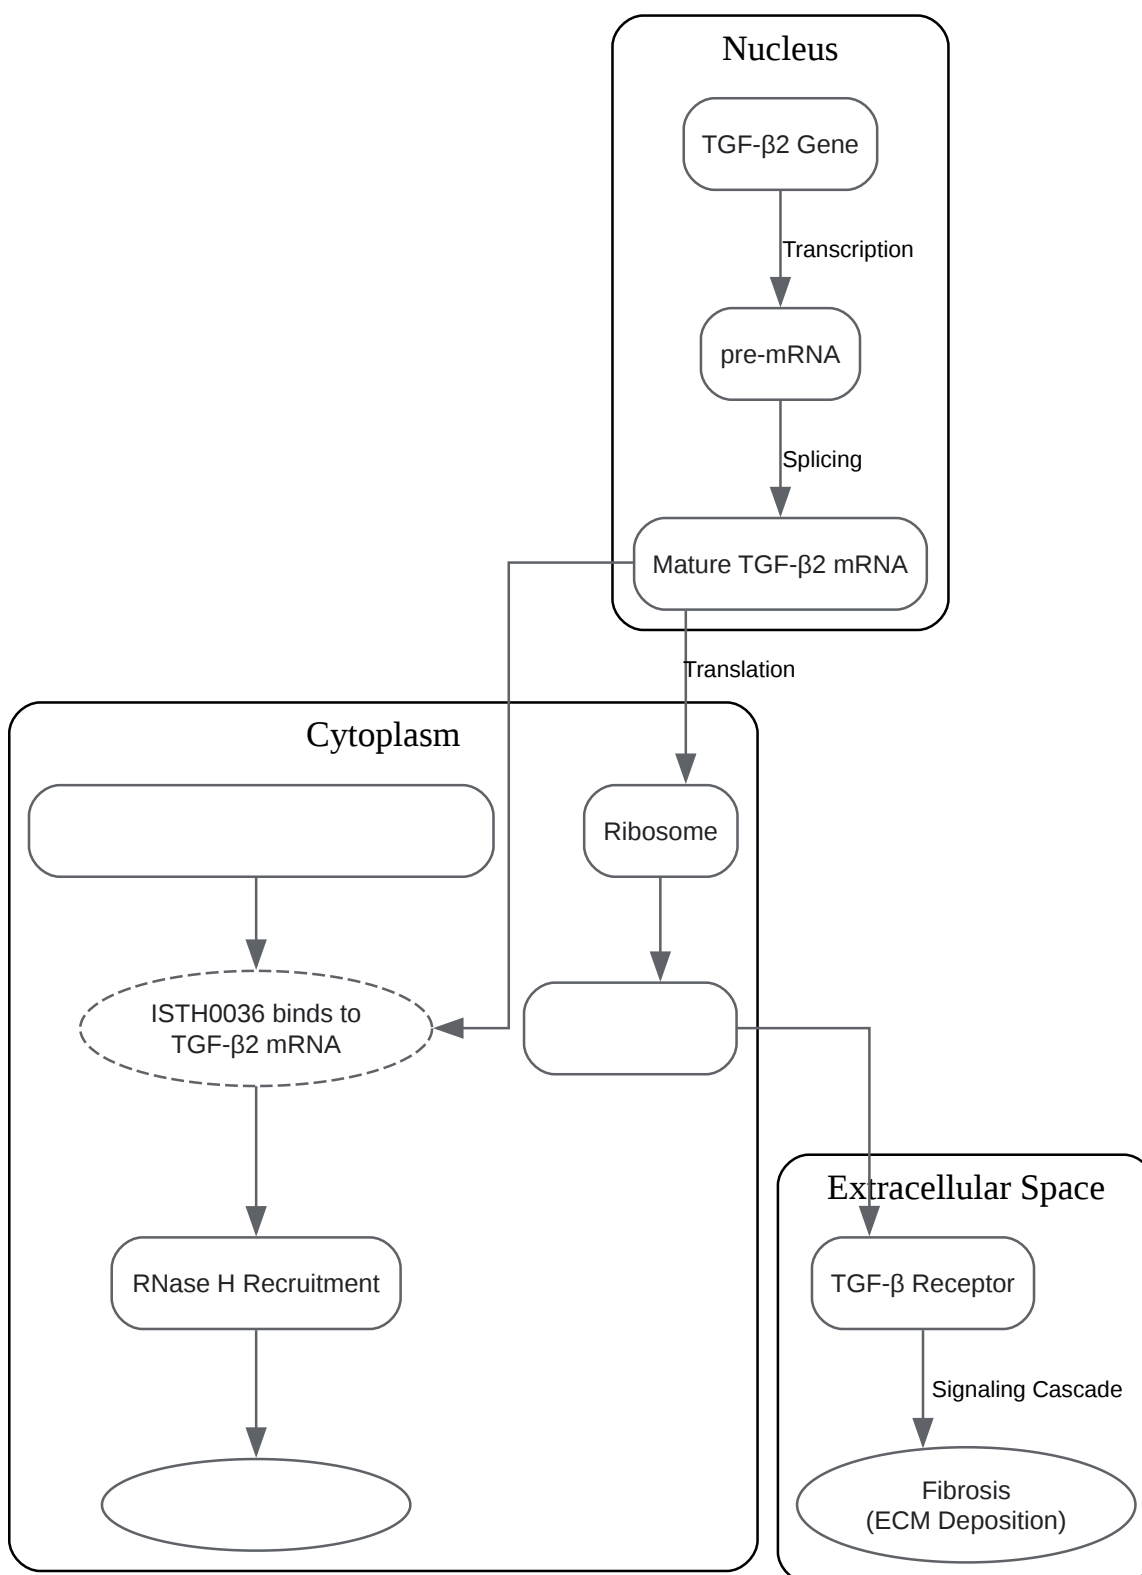 Nucleus
TGF-β2 Gene
Transcription
pre-mRNA
Splicing
Mature TGF-β2 mRNA
Translation
Cytoplasm
Ribosome
ISTH0036 binds to
TGF-β2 mRNA
Extracellular Space
RNase H Recruitment
TGF-β Receptor
Signaling Cascade
Fibrosis
(ECM Deposition)